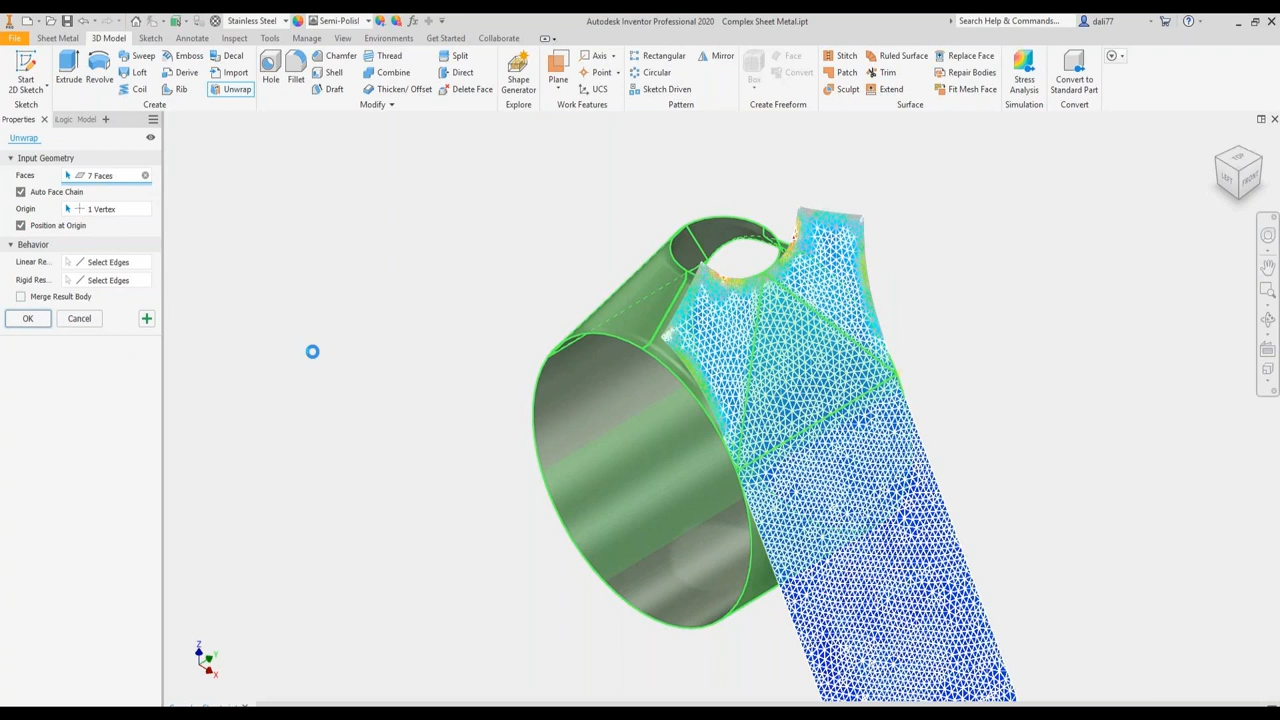 Stainless Steel Semi-Polisl Autodesk Inventor Professional 2020 Complex Sheet Metal.ipt Search Help & Commands... dali77
File Sheet Metal 3D Model Sketch Annotate Inspect Tools Manage View Environments Get Started Collaborate
Start 2D Sketch
Extrude
Revolve
Sweep Emboss Decal
Loft Derive Import
Coil Rib Unwrap
Hole
Fillet
Chamfer Thread Split
Shell Combine Direct
Draft Thicken/ Offset Delete Face
Shape Generator
Plane
Axis
Point
UCS
Rectangular Mirror
Circular
Sketch Driven
Box
Face
Convert
Stitch Ruled Surface Replace Face
Patch Trim Repair Bodies
Sculpt Extend Fit Mesh Face
Stress Analysis
Convert to Standard Part
Sketch Create Modify Explore Work Features Pattern Create Freeform Surface Simulation Convert
Properties iLogic Model
Unwrap
Input Geometry
Faces 7 Faces
Auto Face Chain
Origin 1 Vertex
Position at Origin
Behavior
Linear Re... Select Edges
Rigid Res... Select Edges
Merge Result Body
OK Cancel
TOP
LEFT FRONT
Z
Y
X